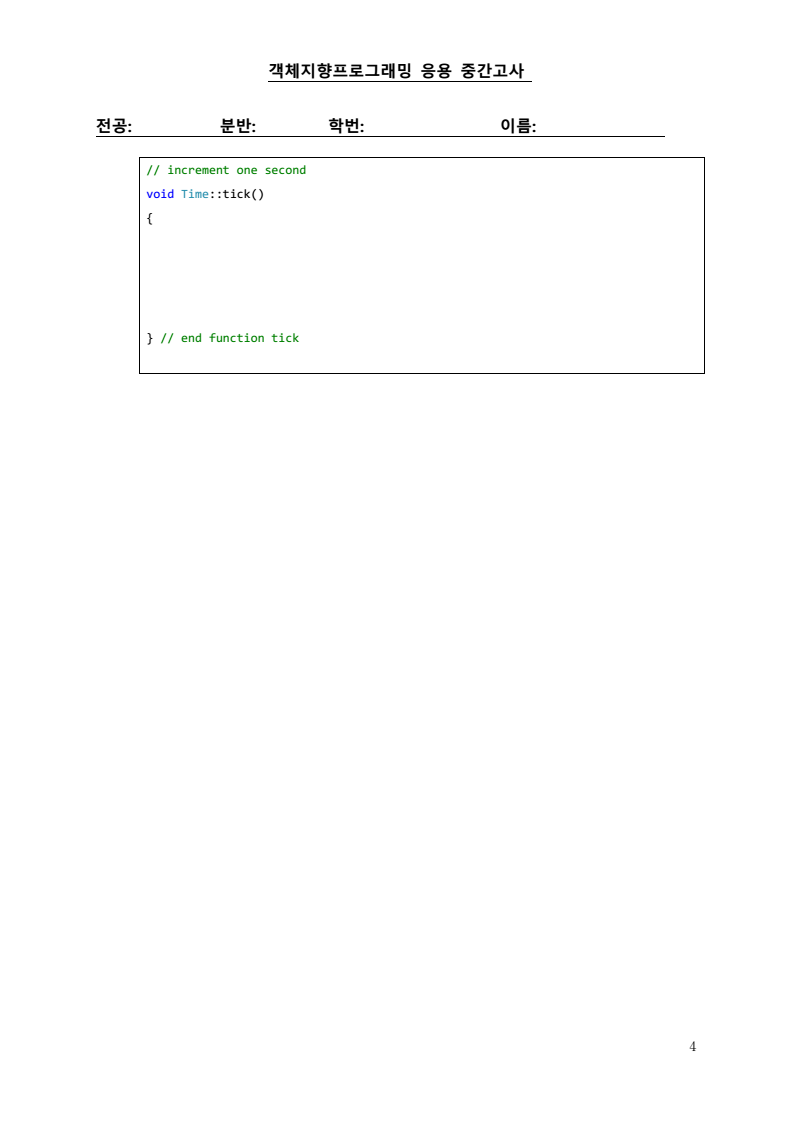 객체지향프로그래밍 응용 중간고사
전공: 분반: 학번: 이름:
// increment one second
void Time::tick()
{
} // end function tick
4